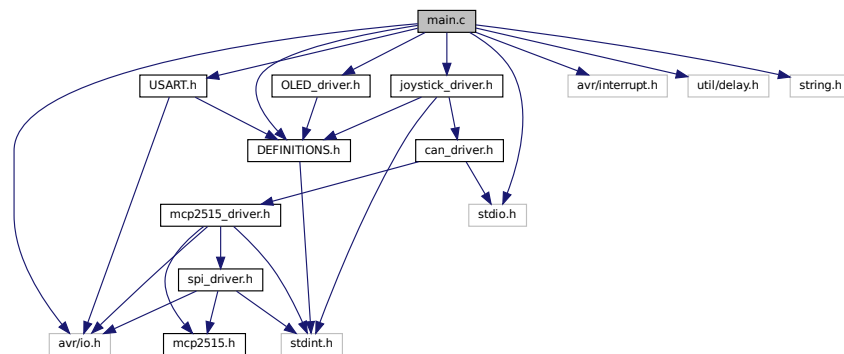 main.c
USART.h
OLED_driver.h
joystick_driver.h
avr/interrupt.h
util/delay.h
string.h
DEFINITIONS.h
can_driver.h
mcp2515_driver.h
stdio.h
spi_driver.h
avr/io.h
mcp2515.h
stdint.h